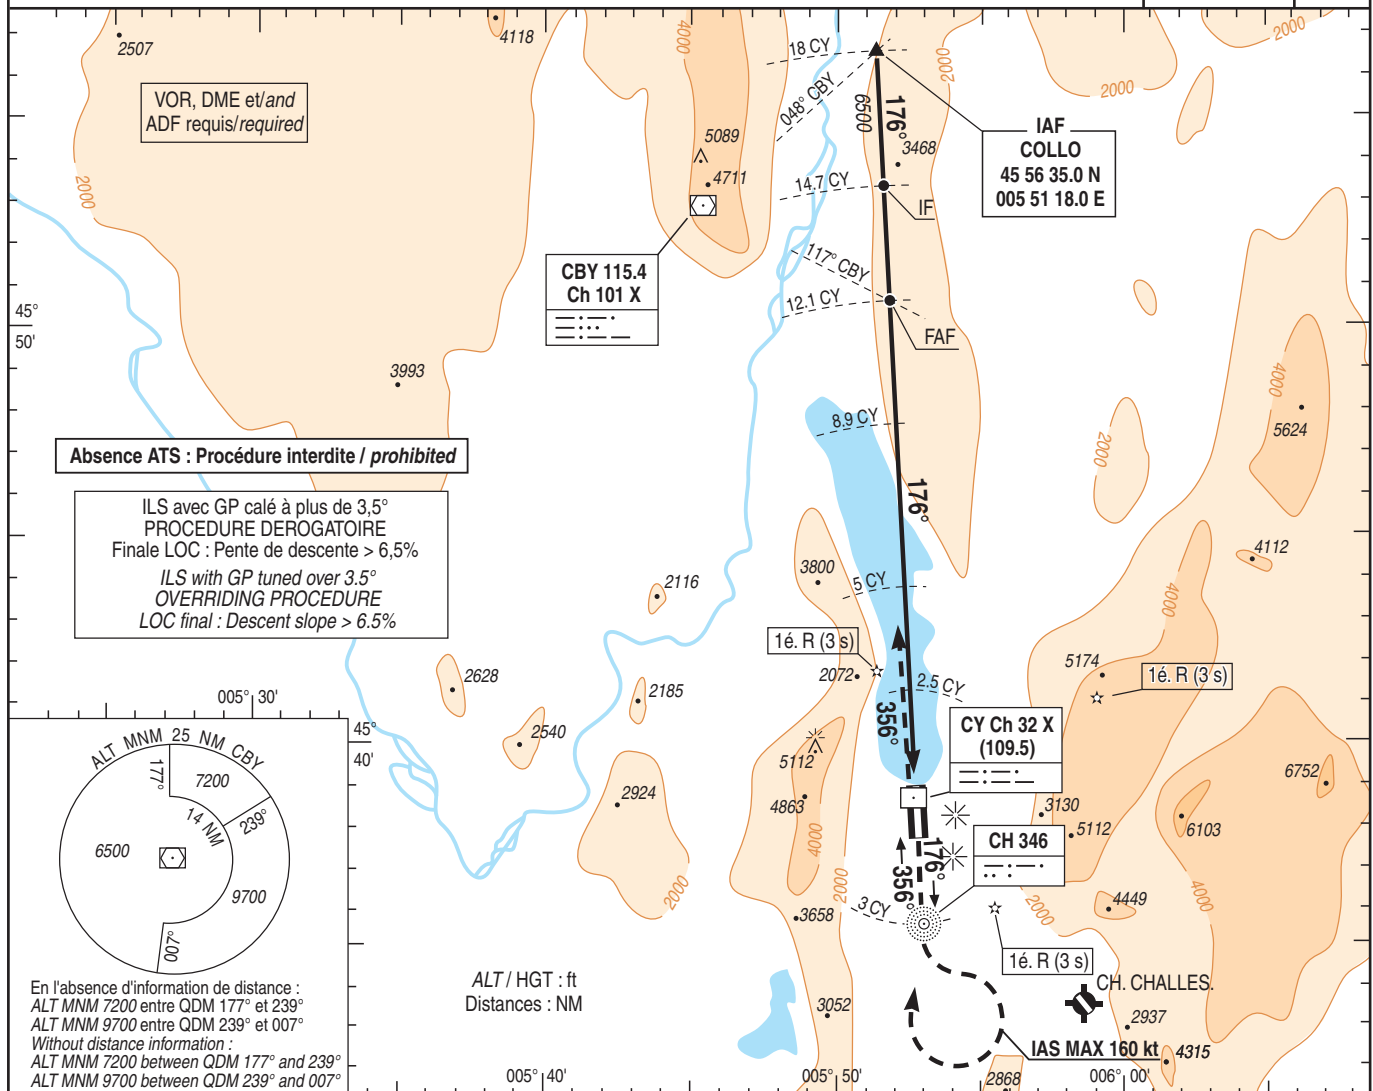 2507
4118
4000
18 CY
048° CBY
6500
176°
2000
2000
2000
VOR, DME et/and
ADF requis/required
5089
4711
3468
IAF
COLLO
45 56 35.0 N
005 51 18.0 E
2000
14.7 CY
IF
CBY 115.4
Ch 101 X
117° CBY
12.1 CY
FAF
45°
50'
3993
8.9 CY
4000
5624
2000
Absence ATS : Procédure interdite / prohibited
176°
ILS avec GP calé à plus de 3,5°
PROCEDURE DEROGATOIRE
Finale LOC : Pente de descente > 6,5%
ILS with GP tuned over 3.5°
OVERRIDING PROCEDURE
LOC final : Descent slope > 6.5%
4112
3800
5 CY
2116
4000
1é. R (3 s)
2072
5174
1é. R (3 s)
2628
2185
2.5 CY
005° 30'
356°
2540
45°
40'
CY Ch 32 X
(109.5)
5112
6752
ALT MNM 25 NM CBY
177°
7200
14 NM
239°
6500
9700
007°
2924
4863
4000
3130
5112
6103
CH 346
176°
356°
2000
2000
3 CY
3658
4449
2000
4000
1é. R (3 s)
CH. CHALLES.
ALT / HGT : ft
Distances : NM
3052
2937
IAS MAX 160 kt
4315
2868
En l'absence d'information de distance :
ALT MNM 7200 entre QDM 177° et 239°
ALT MNM 9700 entre QDM 239° et 007°
Without distance information :
ALT MNM 7200 between QDM 177° and 239°
ALT MNM 9700 between QDM 239° and 007°
005° 40'
005° 50'
006° 00'